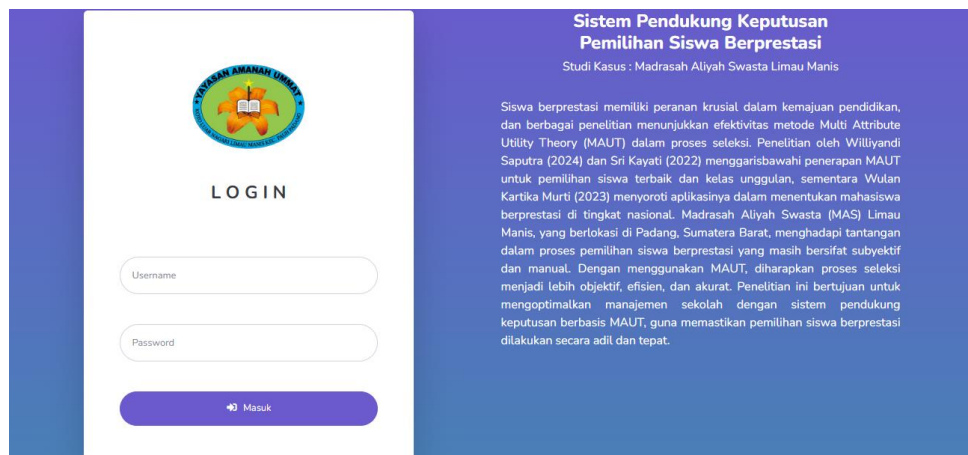 YAYASAN AMANAH UMMAT
LOGIN
Username
Password
Masuk
Sistem Pendukung Keputusan
Pemilihan Siswa Berprestasi
Studi Kasus : Madrasah Aliyah Swasta Limau Manis
Siswa berprestasi memiliki peranan krusial dalam kemajuan pendidikan,
dan berbagai penelitian menunjukkan efektivitas metode Multi Attribute
Utility Theory (MAUT) dalam proses seleksi. Penelitian oleh Williyandi
Saputra (2024) dan Sri Kayati (2022) menggarisbawahi penerapan MAUT
untuk pemilihan siswa terbaik dan kelas unggulan, sementara Wulan
Kartika Murti (2023) menyoroti aplikasinya dalam menentukan mahasiswa
berprestasi di tingkat nasional. Madrasah Aliyah Swasta (MAS) Limau
Manis, yang berlokasi di Padang, Sumatera Barat, menghadapi tantangan
dalam proses pemilihan siswa berprestasi yang masih bersifat subyektif
dan manual. Dengan menggunakan MAUT, diharapkan proses seleksi
menjadi lebih objektif, efisien, dan akurat. Penelitian ini bertujuan untuk
mengoptimalkan manajemen sekolah dengan sistem pendukung
keputusan berbasis MAUT, guna memastikan pemilihan siswa berprestasi
dilakukan secara adil dan tepat.